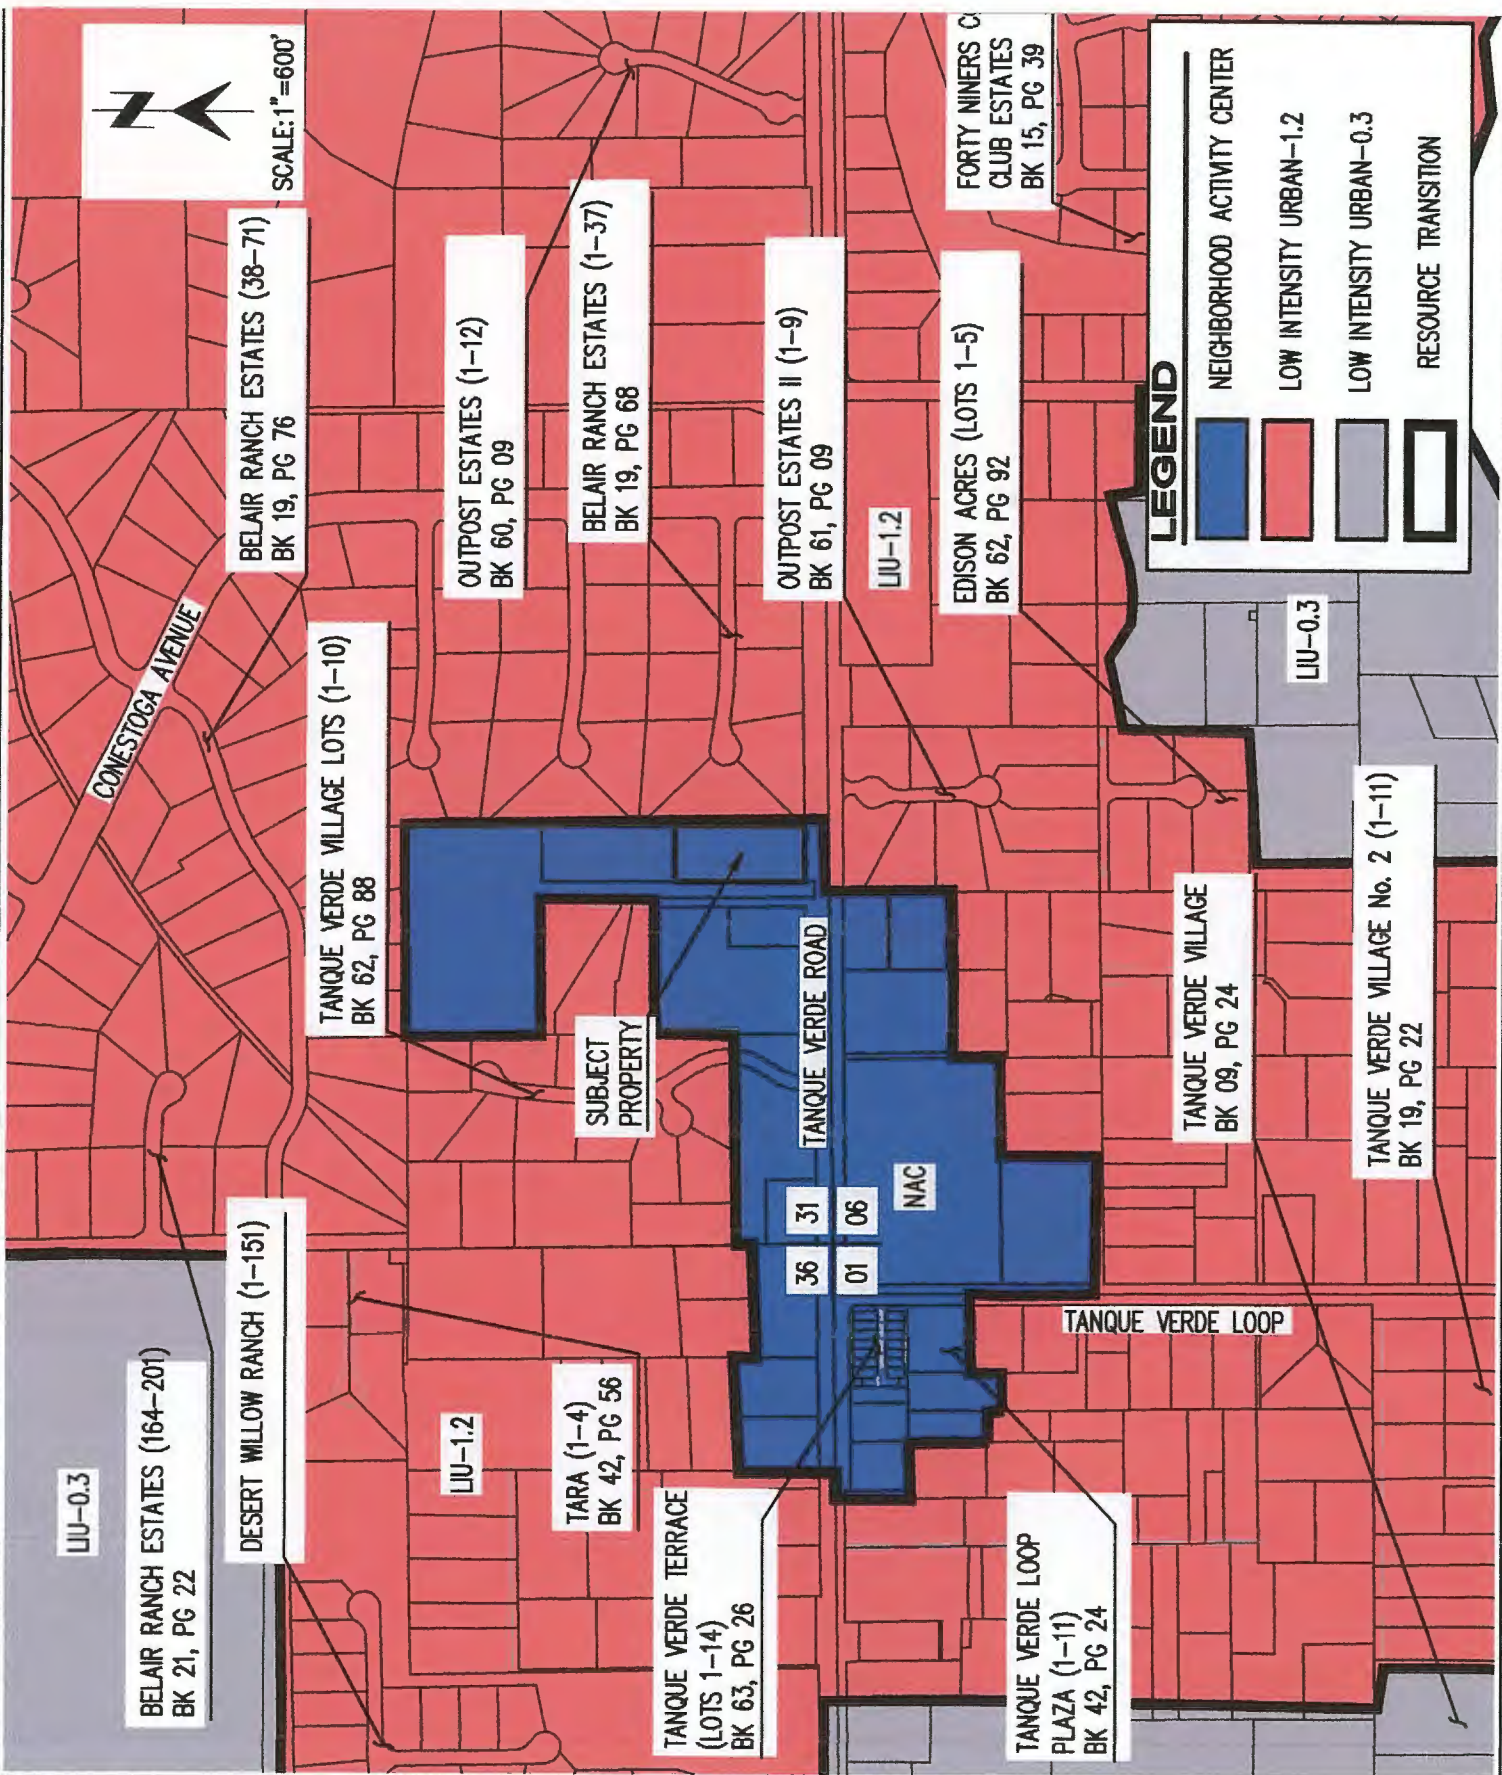 N
SCALE: 1"=600'
BELAIR RANCH ESTATES (38-71)
BK 19, PG 76
OUTPOST ESTATES (1-12)
BK 60, PG 09
BELAIR RANCH ESTATES (1-37)
BK 19, PG 68
OUTPOST ESTATES II (1-9)
BK 61, PG 09
LIU-1.2
EDISON ACRES (LOTS 1-5)
BK 62, PG 92
FORTY NINERS
CLUB ESTATES
BK 15, PG 39
CONESTOGA AVENUE
TANQUE VERDE VILLAGE LOTS (1-10)
BK 62, PG 88
SUBJECT
PROPERTY
TANQUE VERDE ROAD
36
31
01
06
NAC
TANQUE VERDE LOOP
LIU-0.3
TANQUE VERDE VILLAGE
BK 09, PG 24
TANQUE VERDE VILLAGE No. 2 (1-11)
BK 19, PG 22
LIU-0.3
BELAIR RANCH ESTATES (164-201)
BK 21, PG 22
DESERT WILLOW RANCH (1-151)
LIU-1.2
TARA (1-4)
BK 42, PG 56
TANQUE VERDE TERRACE
(LOTS 1-14)
BK 63, PG 26
TANQUE VERDE LOOP
PLAZA (1-11)
BK 42, PG 24
LEGEND
NEIGHBORHOOD ACTIVITY CENTER
LOW INTENSITY URBAN-1.2
LOW INTENSITY URBAN-0.3
RESOURCE TRANSITION